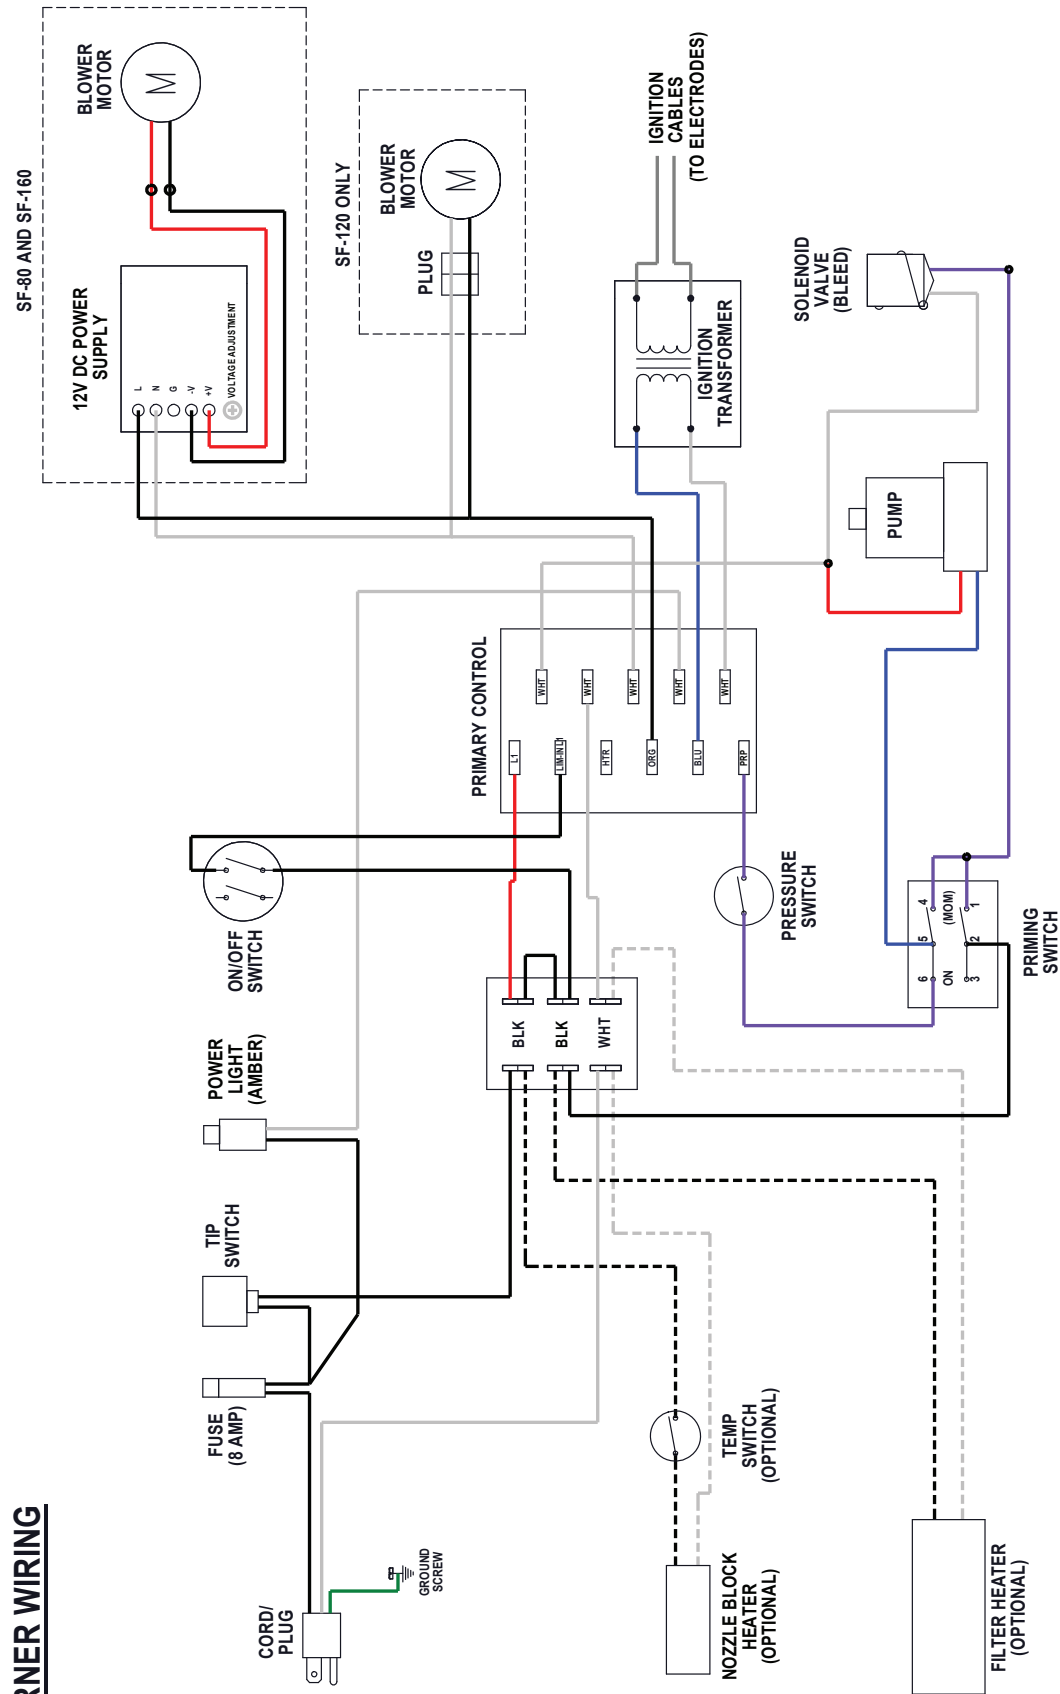 RNER WIRING
SF-80 AND SF-160
BLOWER
MOTOR
M
12V DC POWER
SUPPLY
L
N
G
-V
+V
VOLTAGE ADJUSTMENT
SF-120 ONLY
BLOWER
MOTOR
M
PLUG
IGNITION
CABLES
(TO ELECTRODES)
IGNITION
TRANSFORMER
SOLENOID
VALVE
(BLEED)
PUMP
PRIMARY CONTROL
L1
LIM-IN L1
HTR
ORG
BLU
PRP
WHT
WHT
WHT
WHT
WHT
ON/OFF
SWITCH
PRESSURE
SWITCH
PRIMING
SWITCH
4
5
6
(MOM)
ON
1
2
3
BLK
BLK
WHT
POWER
LIGHT
(AMBER)
TIP
SWITCH
FUSE
(8 AMP)
CORD/
PLUG
GROUND
SCREW
TEMP
SWITCH
(OPTIONAL)
NOZZLE BLOCK
HEATER
(OPTIONAL)
FILTER HEATER
(OPTIONAL)